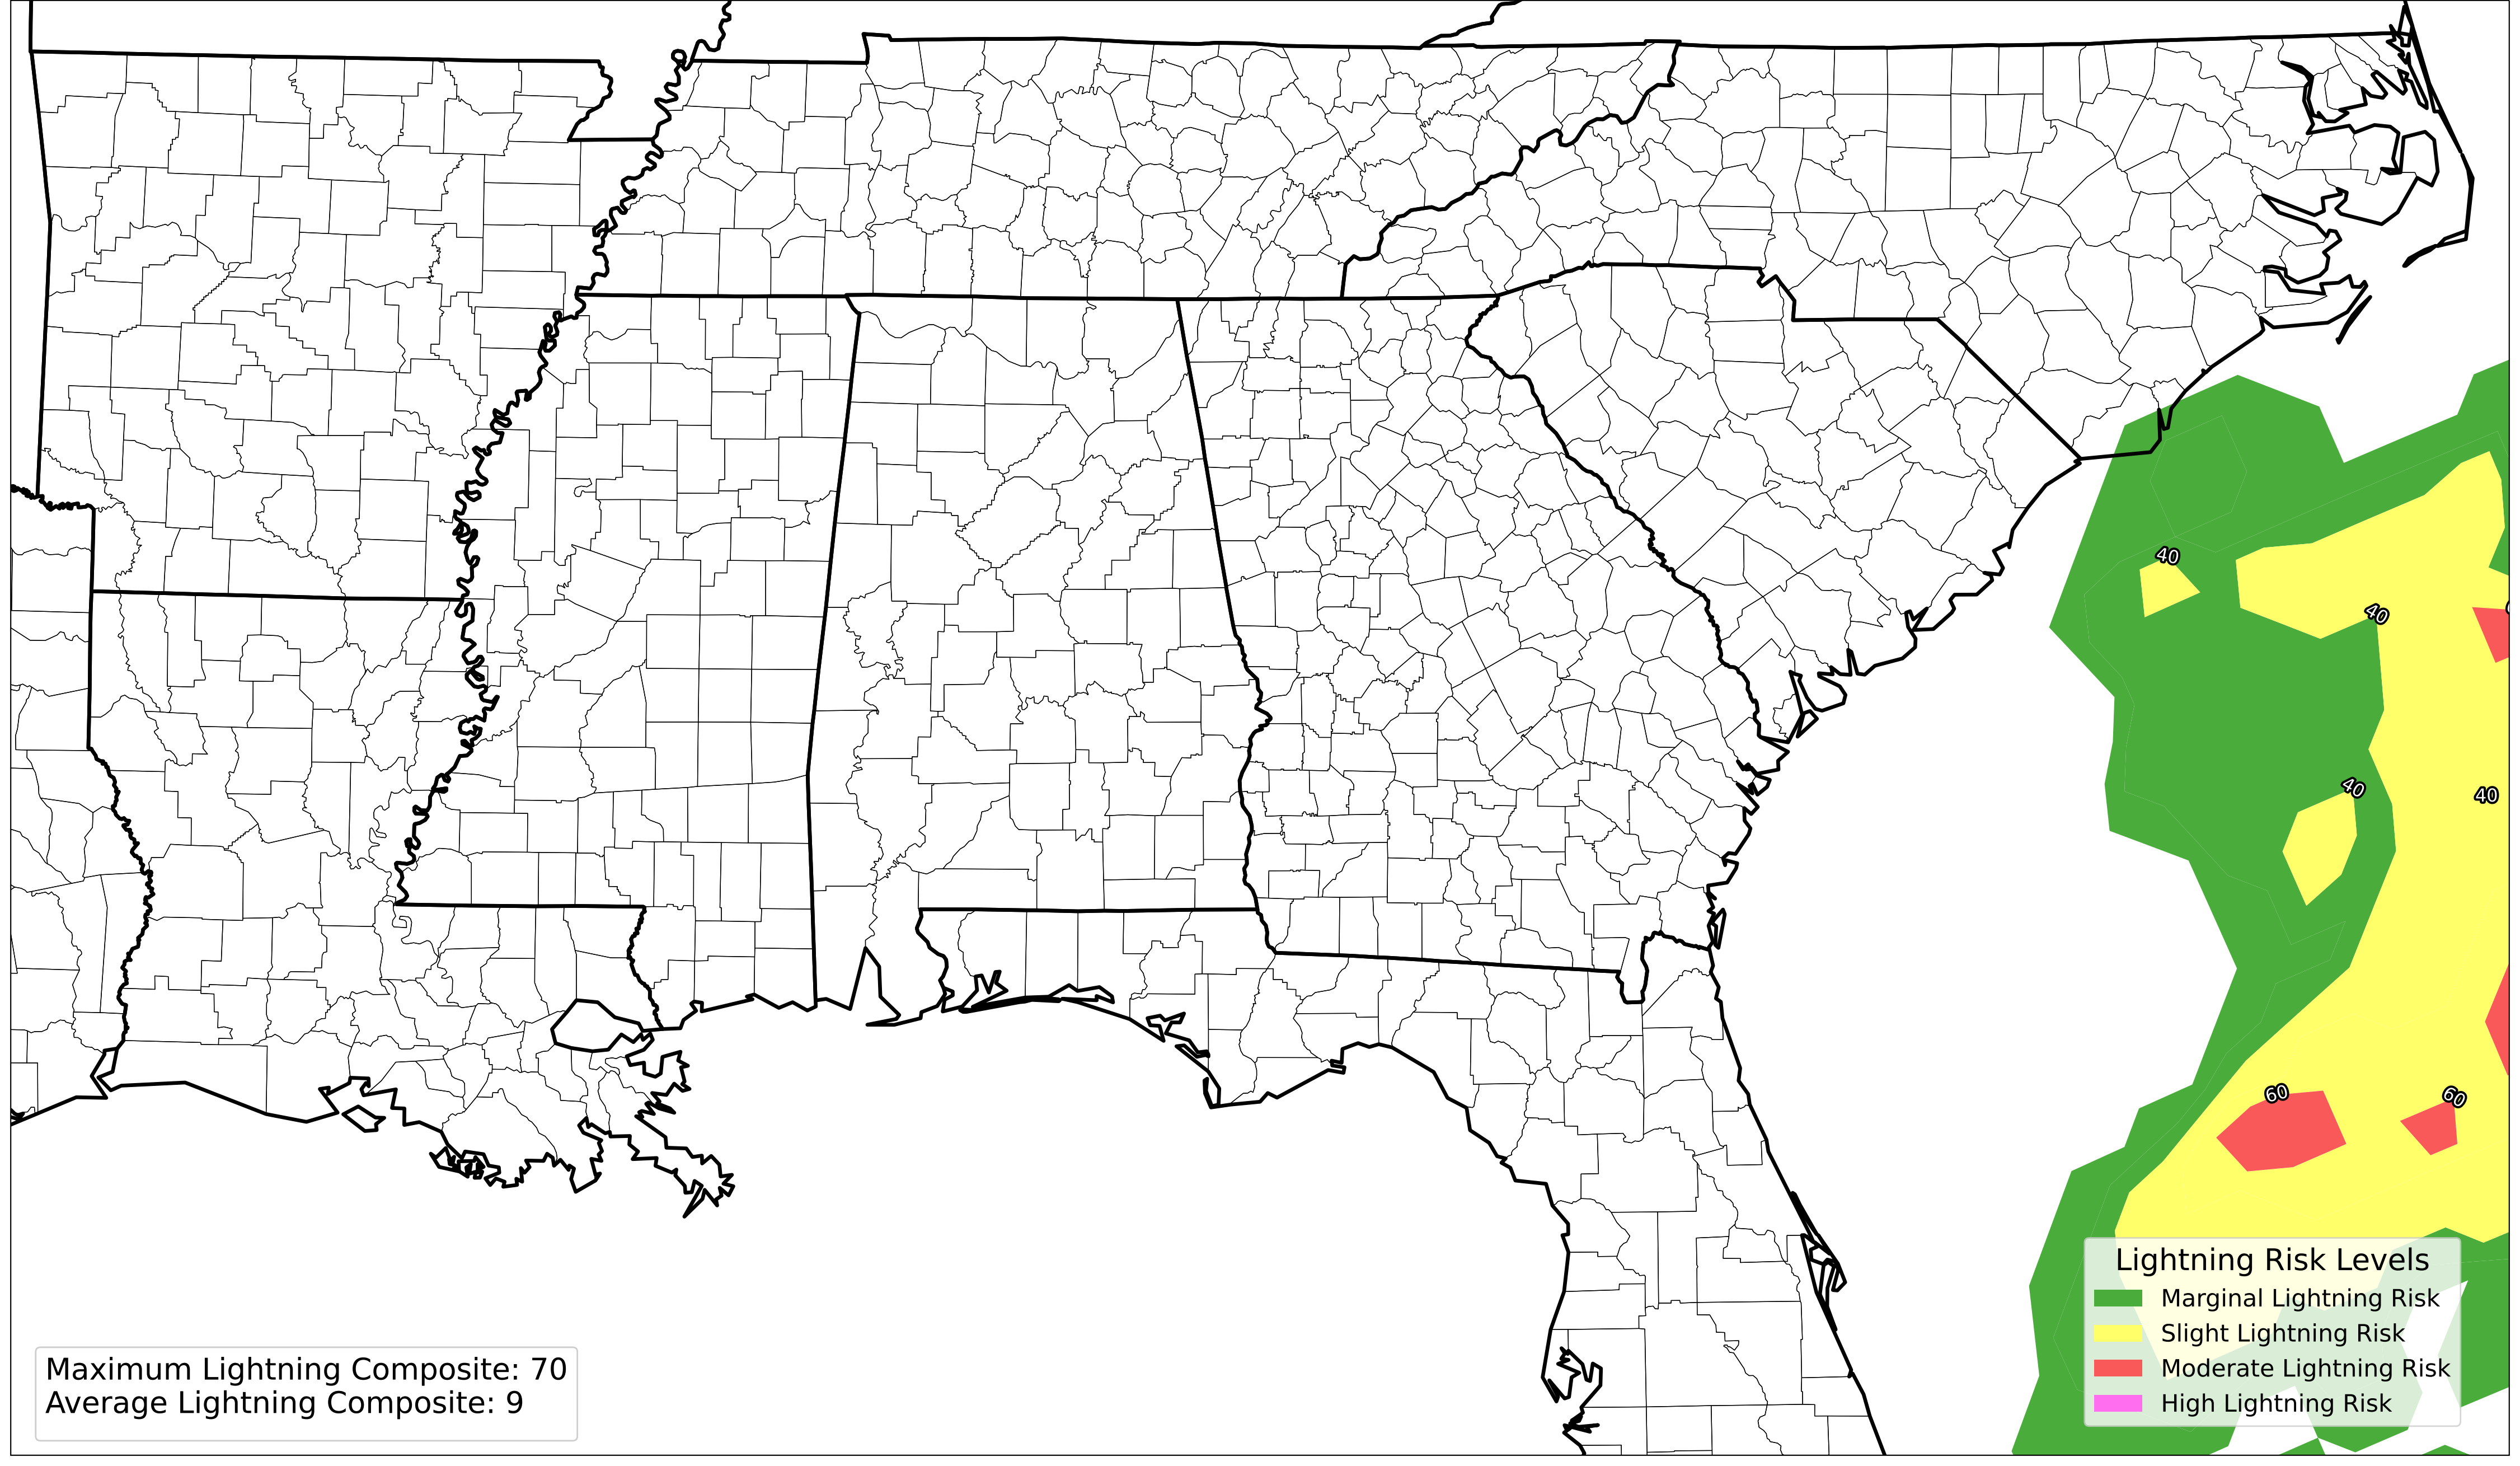 40
40
40
40
60
60
Lightning Risk Levels
Marginal Lightning Risk
Slight Lightning Risk
Moderate Lightning Risk
High Lightning Risk
Maximum Lightning Composite: 70
Average Lightning Composite: 9